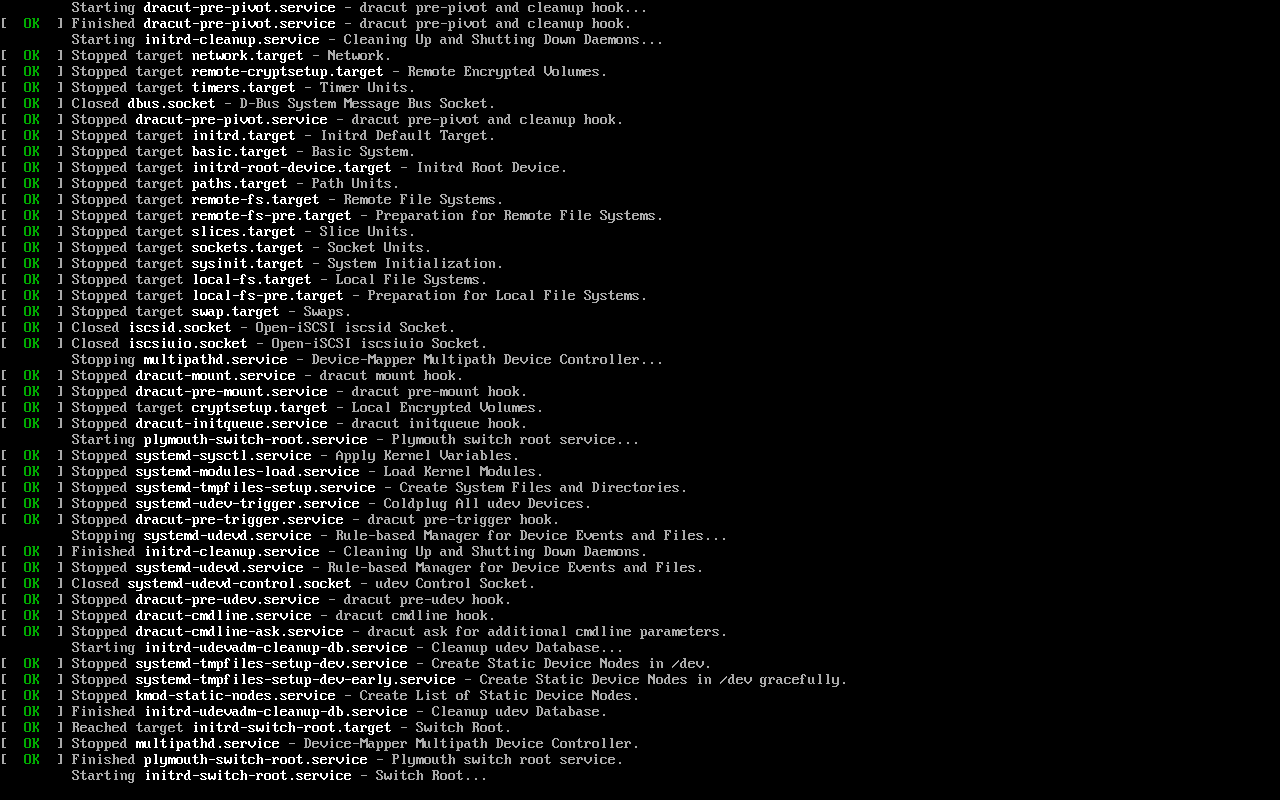 Starting dracut-pre-pivot.service - dracut pre-pivot and cleanup hook...
[  OK  ] Finished dracut-pre-pivot.service - dracut pre-pivot and cleanup hook.
Starting initrd-cleanup.service - Cleaning Up and Shutting Down Daemons...
[  OK  ] Stopped target network.target - Network.
[  OK  ] Stopped target remote-cryptsetup.target - Remote Encrypted Volumes.
[  OK  ] Stopped target timers.target - Timer Units.
[  OK  ] Closed dbus.socket - D-Bus System Message Bus Socket.
[  OK  ] Stopped dracut-pre-pivot.service - dracut pre-pivot and cleanup hook.
[  OK  ] Stopped target initrd.target - Initrd Default Target.
[  OK  ] Stopped target basic.target - Basic System.
[  OK  ] Stopped target initrd-root-device.target - Initrd Root Device.
[  OK  ] Stopped target paths.target - Path Units.
[  OK  ] Stopped target remote-fs.target - Remote File Systems.
[  OK  ] Stopped target remote-fs-pre.target - Preparation for Remote File Systems.
[  OK  ] Stopped target slices.target - Slice Units.
[  OK  ] Stopped target sockets.target - Socket Units.
[  OK  ] Stopped target sysinit.target - System Initialization.
[  OK  ] Stopped target local-fs.target - Local File Systems.
[  OK  ] Stopped target local-fs-pre.target - Preparation for Local File Systems.
[  OK  ] Stopped target swap.target - Swaps.
[  OK  ] Closed iscsid.socket - Open-iSCSI iscsid Socket.
[  OK  ] Closed iscsiuio.socket - Open-iSCSI iscsiuio Socket.
Stopping multipathd.service - Device-Mapper Multipath Device Controller...
[  OK  ] Stopped dracut-mount.service - dracut mount hook.
[  OK  ] Stopped dracut-pre-mount.service - dracut pre-mount hook.
[  OK  ] Stopped target cryptsetup.target - Local Encrypted Volumes.
[  OK  ] Stopped dracut-initqueue.service - dracut initqueue hook.
Starting plymouth-switch-root.service - Plymouth switch root service...
[  OK  ] Stopped systemd-sysctl.service - Apply Kernel Variables.
[  OK  ] Stopped systemd-modules-load.service - Load Kernel Modules.
[  OK  ] Stopped systemd-tmpfiles-setup.service - Create System Files and Directories.
[  OK  ] Stopped systemd-udev-trigger.service - Coldplug All udev Devices.
[  OK  ] Stopped dracut-pre-trigger.service - dracut pre-trigger hook.
Stopping systemd-udevd.service - Rule-based Manager for Device Events and Files...
[  OK  ] Finished initrd-cleanup.service - Cleaning Up and Shutting Down Daemons.
[  OK  ] Stopped systemd-udevd.service - Rule-based Manager for Device Events and Files.
[  OK  ] Closed systemd-udevd-control.socket - udev Control Socket.
[  OK  ] Stopped dracut-pre-udev.service - dracut pre-udev hook.
[  OK  ] Stopped dracut-cmdline.service - dracut cmdline hook.
[  OK  ] Stopped dracut-cmdline-ask.service - dracut ask for additional cmdline parameters.
Starting initrd-udevadm-cleanup-db.service - Cleanup udev Database...
[  OK  ] Stopped systemd-tmpfiles-setup-dev.service - Create Static Device Nodes in /dev.
[  OK  ] Stopped systemd-tmpfiles-setup-dev-early.service - Create Static Device Nodes in /dev gracefully.
[  OK  ] Stopped kmod-static-nodes.service - Create List of Static Device Nodes.
[  OK  ] Finished initrd-udevadm-cleanup-db.service - Cleanup udev Database.
[  OK  ] Reached target initrd-switch-root.target - Switch Root.
[  OK  ] Stopped multipathd.service - Device-Mapper Multipath Device Controller.
[  OK  ] Finished plymouth-switch-root.service - Plymouth switch root service.
Starting initrd-switch-root.service - Switch Root...